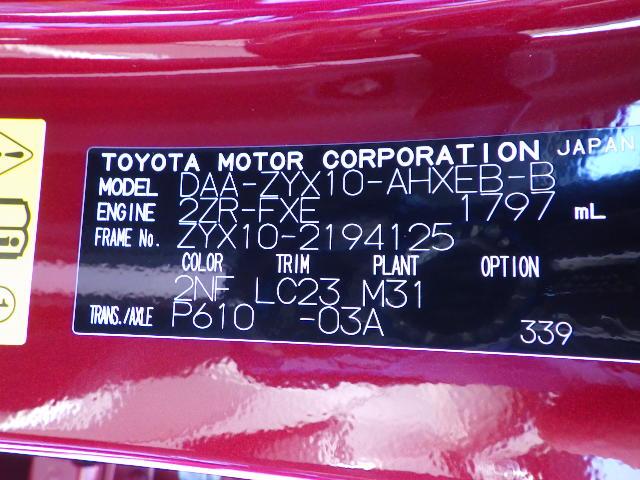 TOYOTA MOTOR CORPORATION JAPAN
MODEL DAA-ZYX10-AHXEB-B
ENGINE 2ZR-FXE 1797 mL
FRAME No. ZYX10-2194125
COLOR TRIM PLANT OPTION
2NF LC23 M31
TRANS./AXLE P610 -03A 339